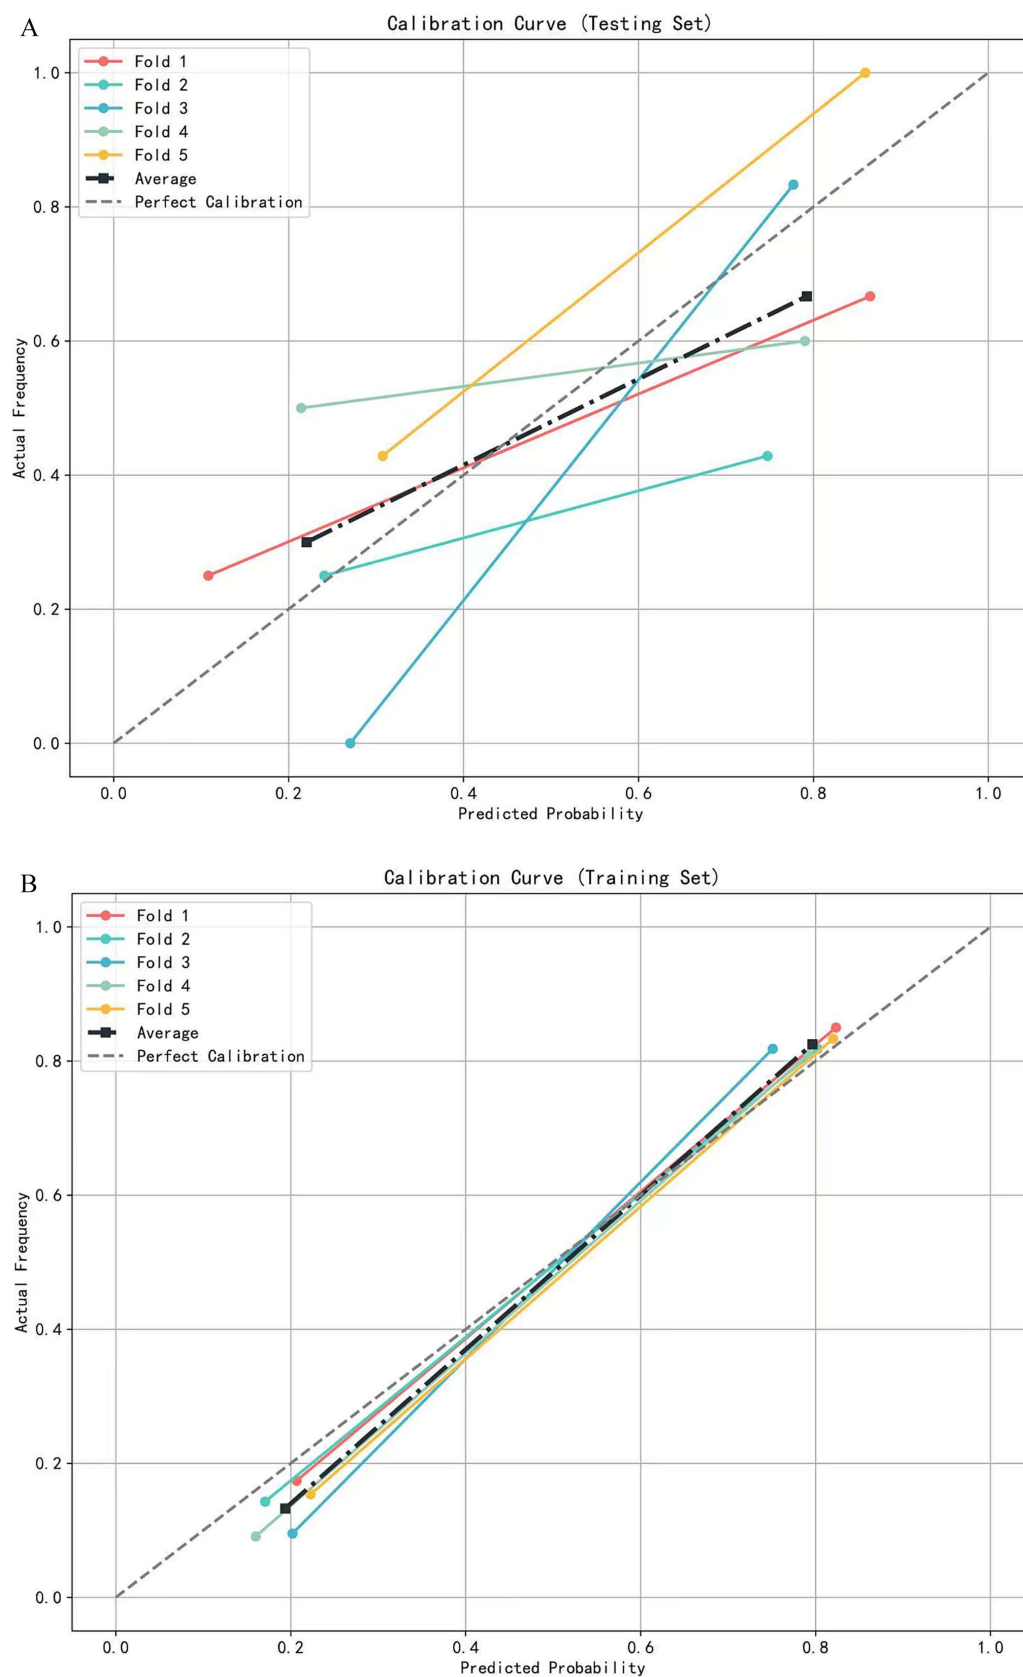 A
Calibration Curve (Testing Set)
Fold 1
Fold 2
Fold 3
Fold 4
Fold 5
Average
Perfect Calibration
1.0
0.8
0.6
0.4
0.2
0.0
Actual Frequency
0.0 0.2 0.4 0.6 0.8 1.0
Predicted Probability
B
Calibration Curve (Training Set)
Fold 1
Fold 2
Fold 3
Fold 4
Fold 5
Average
Perfect Calibration
1.0
0.8
0.6
0.4
0.2
0.0
Actual Frequency
0.0 0.2 0.4 0.6 0.8 1.0
Predicted Probability